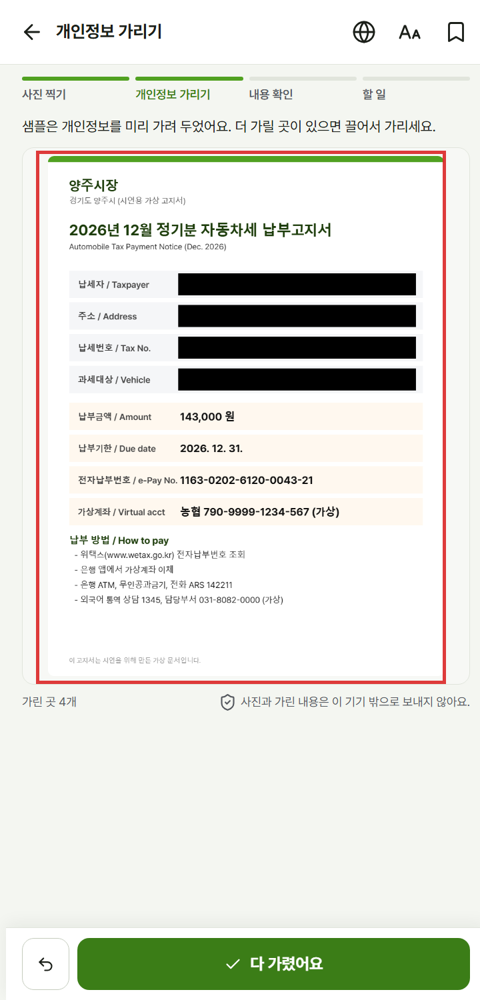 개인정보 가리기
사진 찍기
개인정보 가리기
내용 확인
할 일
샘플은 개인정보를 미리 가려 두었어요. 더 가릴 곳이 있으면 끌어서 가리세요.
양주시장
경기도 양주시 (시연용 가상 고지서)
2026년 12월 정기분 자동차세 납부고지서
Automobile Tax Payment Notice (Dec. 2026)
납세자 / Taxpayer
주소 / Address
납세번호 / Tax No.
과세대상 / Vehicle
납부금액 / Amount 143,000 원
납부기한 / Due date 2026. 12. 31.
전자납부번호 / e-Pay No. 1163-0202-6120-0043-21
가상계좌 / Virtual acct 농협 790-9999-1234-567 (가상)
납부 방법 / How to pay
- 위택스(www.wetax.go.kr) 전자납부번호 조회
- 은행 앱에서 가상계좌 이체
- 은행 ATM, 무인공과금기, 전화 ARS 142211
- 외국어 통역 상담 1345, 담당부서 031-8082-0000 (가상)
이 고지서는 시연을 위해 만든 가상 문서입니다.
가린 곳 4개
사진과 가린 내용은 이 기기 밖으로 보내지 않아요.
다 가렸어요